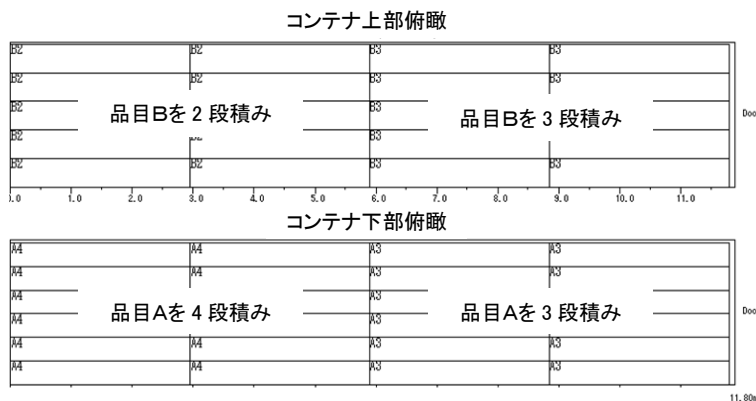 コンテナ上部俯瞰
B2 B2 B3 B3
B2 B2 B3 B3
B2 B3
品目Bを2段積み 品目Bを3段積み
Doo
B2 B3
B2 B2 B3 B3
1.0 2.0 3.0 4.0 5.0 6.0 7.0 8.0 9.0 10.0 11.0
コンテナ下部俯瞰
A4 A4 A3 A3
A4 A4 A3 A3
A4 A3
品目Aを4段積み 品目Aを3段積み
Doo
A4 A3
A4 A4 A3 A3
A4 A4 A3 A3